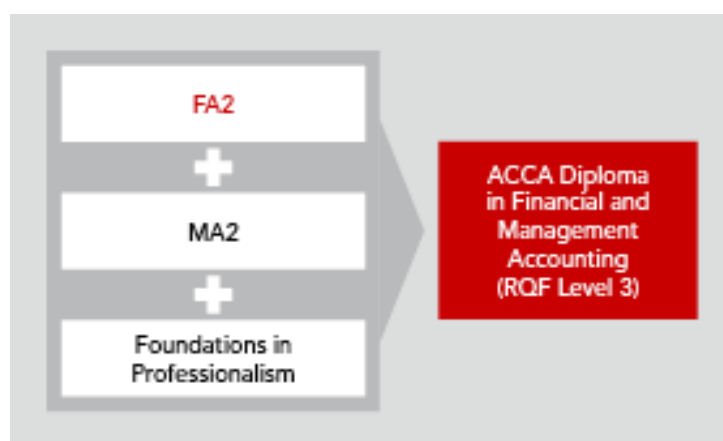 FA2
MA2
Foundations in
Professionalism
ACCA Diploma
in Financial and
Management
Accounting
(RQF Level 3)